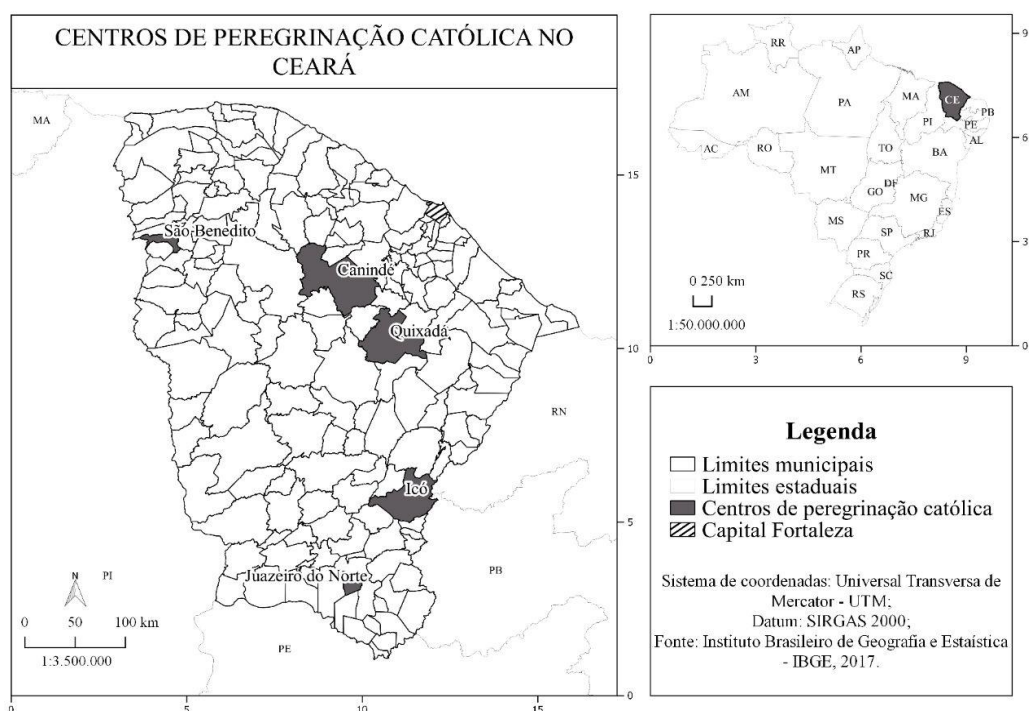 CENTROS DE PEREGRINAÇÃO CATÓLICA NO
CEARÁ
MA
São Benedito
Canindé
Quixadá
RN
Icó
Juazeiro do Norte
PI
PB
PE
N
0 50 100 km
1:3.500.000
0 5 10 15
15
10
5
0
RR
AP
AM
PA
MA
CE
PB
PI
PE
AL
AC
RO
TO
BA
MT
DF
GO
MG
ES
MS
SP
RJ
PR
SC
RS
0 250 km
1:50.000.000
9
6
3
0
0 3 6 9
Legenda
Limites municipais
Limites estaduais
Centros de peregrinação católica
Capital Fortaleza
Sistema de coordenadas: Universal Transversa de
Mercator - UTM;
Datum: SIRGAS 2000;
Fonte: Instituto Brasileiro de Geografia e Estaística
- IBGE, 2017.